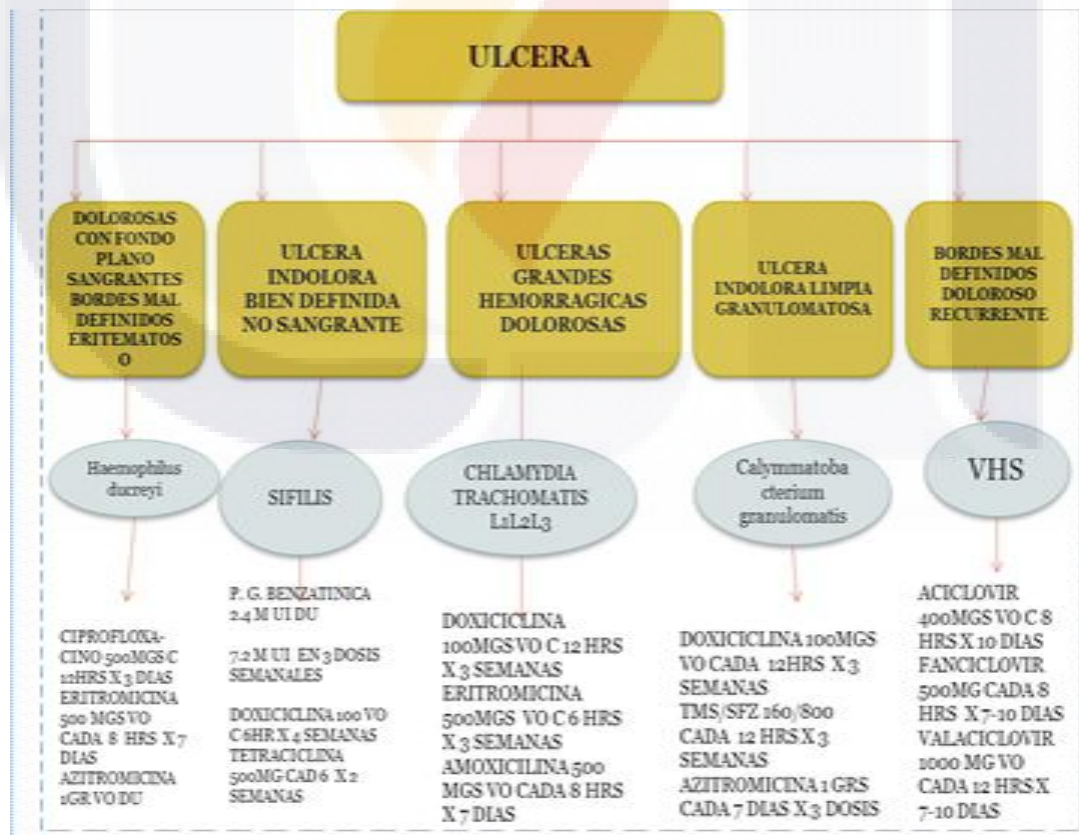 ULCERA
DOLOROSAS
CON FONDO
PLANO
SANGRANTES
BORDES MAL
DEFINIDOS
ERITEMATOS
O
ULCERA
INDOLORA
BIEN DEFINIDA
NO SANGRANTE
ULCERAS
GRANDES
HEMORRAGICAS
DOLOROSAS
ULCERA
INDOLORA LIMPIA
GRANULOMATOSA
BORDES MAL
DEFINIDOS
DOLOROSO
RECURRENTE
Haemophilus
ducreyi
SIFILIS
CHLAMYDIA
TRACHOMATIS
L1L2L3
Calymmatoba
cterium
granulomatis
VHS
CIPROFLOXA-
CINO 500MGS C
12HRS X 3 DIAS
ERITROMICINA
500 MGS VO
CADA 8 HRS X 7
DIAS
AZITROMICINA
1GR VO DU
P. G. BENZATINICA
2.4 M UI DU
7.2 M UI EN 3 DOSIS
SEMANALES
DOXICICLINA 100 VO
C 6HR X 4 SEMANAS
TETRACICLINA
500MG CAD 6 X 2
SEMANAS
DOXICICLINA
100MGS VO C 12 HRS
X 3 SEMANAS
ERITROMICINA
500MGS VO C 6 HRS
X 3 SEMANAS
AMOXICILINA 500
MGS VO CADA 8 HRS
X 7 DIAS
DOXICICLINA 100MGS
VO CADA 12HRS X 3
SEMANAS
TMS/SFZ 160/800
CADA 12 HRS X 3
SEMANAS
AZITROMICINA 1 GRS
CADA 7 DIAS X 3 DOSIS
ACICLOVIR
400MGS VO C 8
HRS X 10 DIAS
FANCICLOVIR
500MG CADA 8
HRS X 7-10 DIAS
VALACICLOVIR
1000 MG VO
CADA 12 HRS X
7-10 DIAS